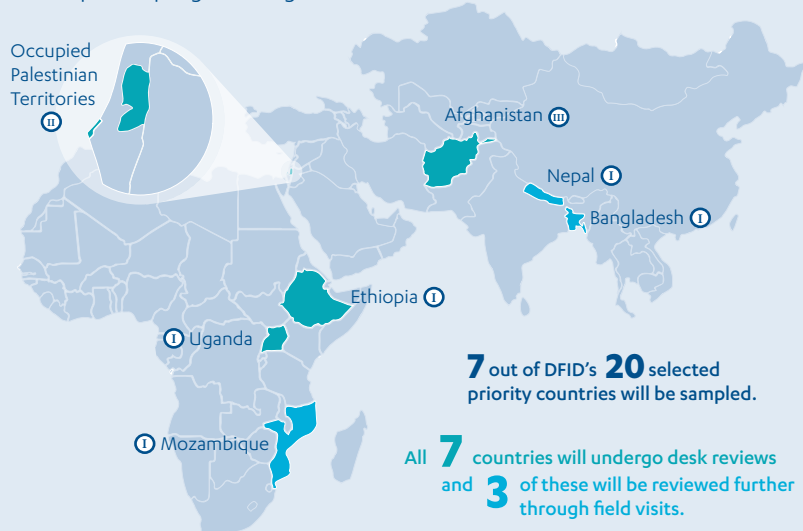 Occupied
Palestinian
Territories
II
Afghanistan III
Nepal I
Bangladesh I
Ethiopia I
I Uganda
I Mozambique
7 out of DFID's 20 selected
priority countries will be sampled.
All 7 countries will undergo desk reviews
and 3 of these will be reviewed further
through field visits.